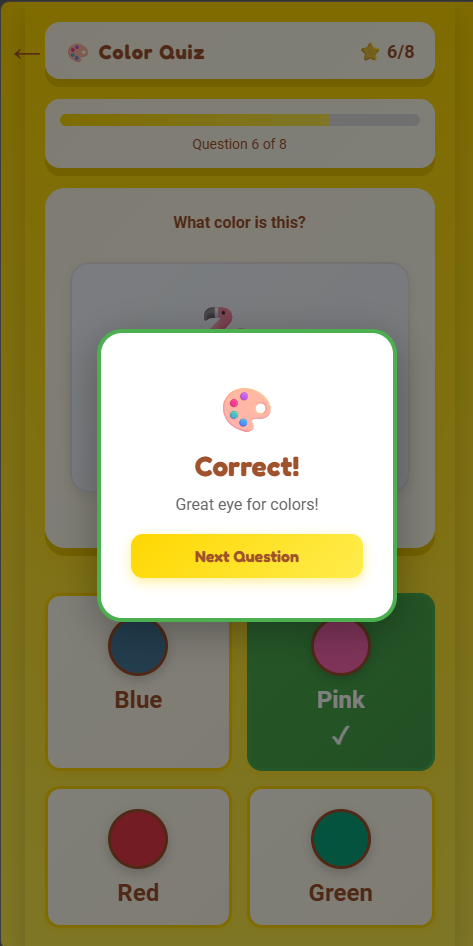 Color Quiz
6/8
Question 6 of 8
What color is this?
Correct!
Great eye for colors!
Next Question
Blue
Pink
Red
Green